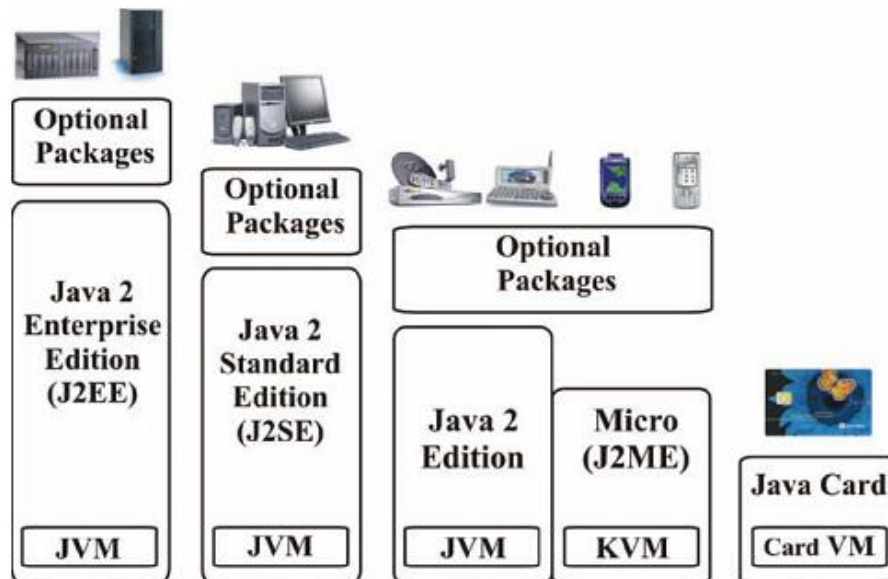 Optional
Packages
Java 2
Enterprise
Edition
(J2EE)
JVM
Optional
Packages
Java 2
Standard
Edition
(J2SE)
JVM
Optional
Packages
Java 2
Edition
JVM
Micro
(J2ME)
KVM
Java Card
Card VM